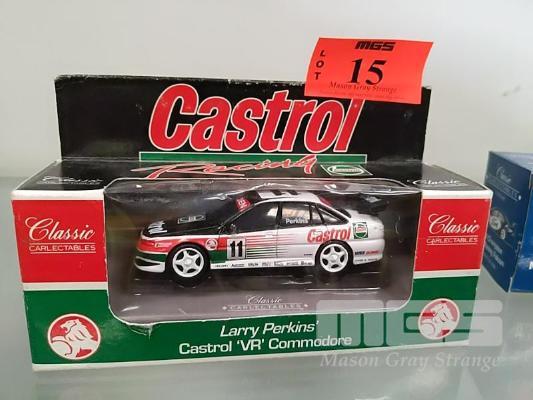 MGS
LOT
15
Mason Gray Strange
Castrol
Racing
Classic
CARLECTABLES
Perkins
11
Castrol
Classic
CARLECTABLES
Classic
CARLECTABLES
Larry Perkins'
Castrol 'VR' Commodore
MGS
Mason Gray Strange